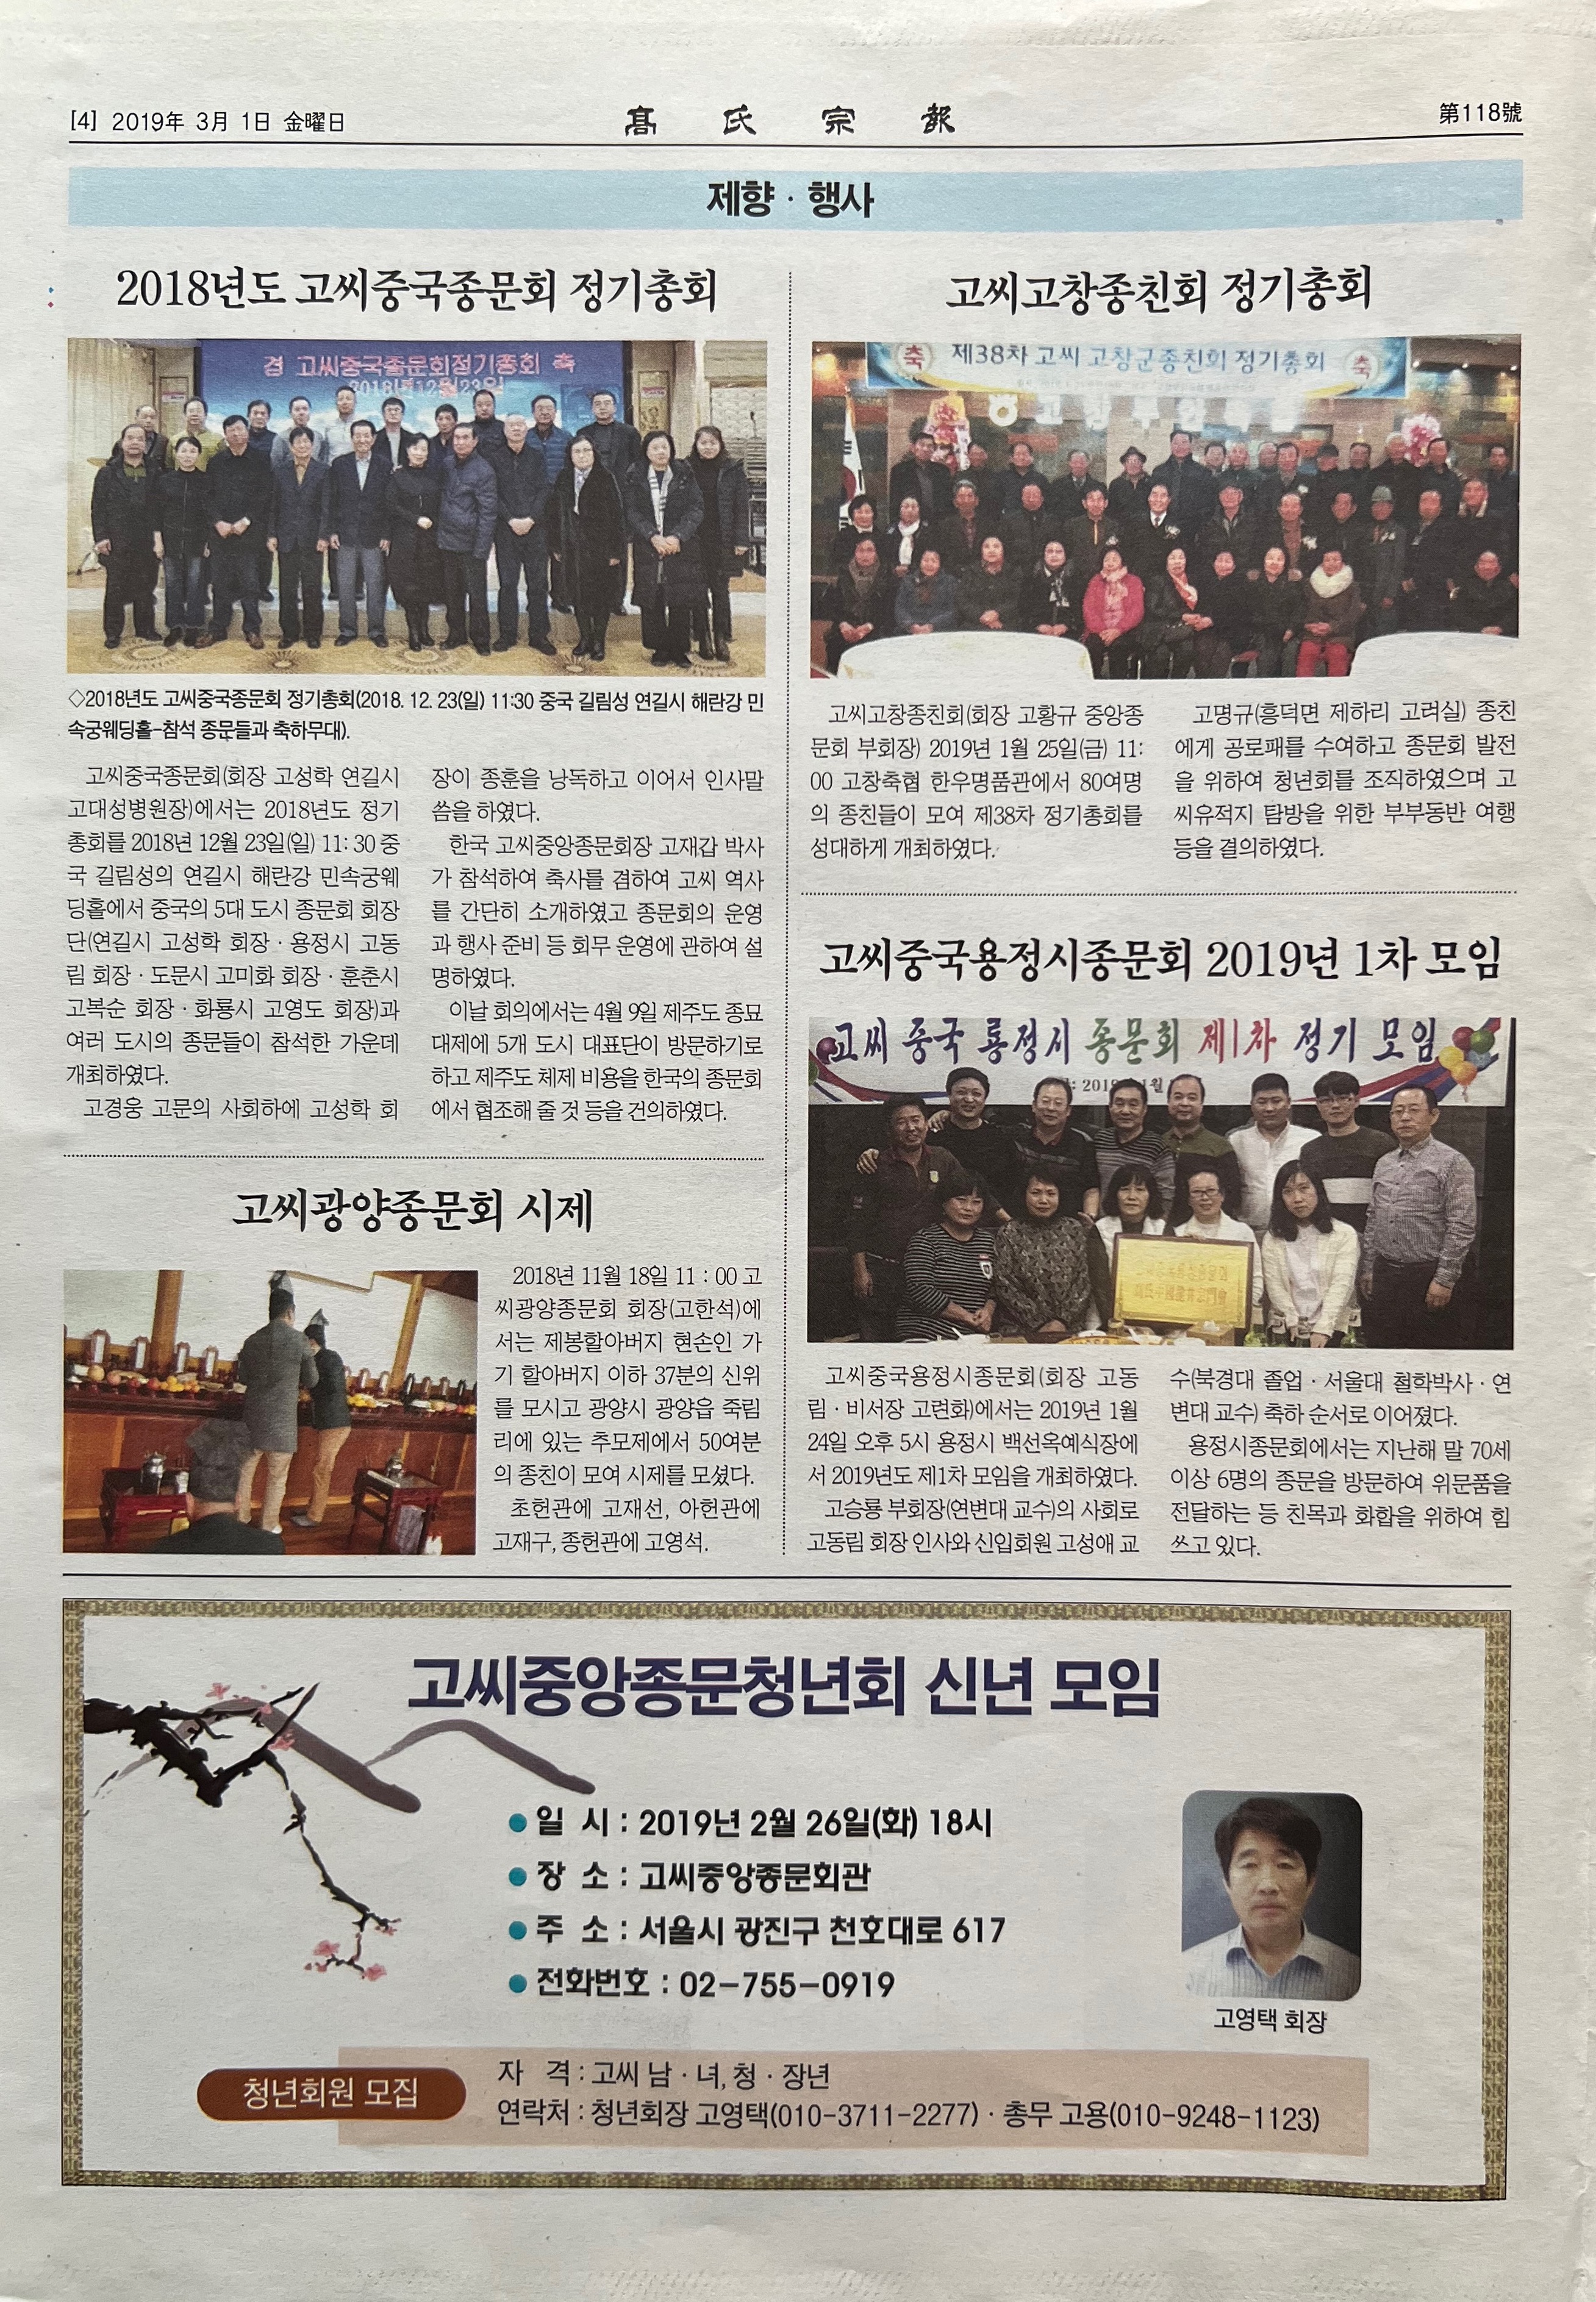 [4] 2019年 3月 1日 金曜日
高 氏 宗 報
第118號
제향 · 행사
2018년도 고씨중국종문회 정기총회
경 고씨중국종문회정기총회 축
2018년12월23일
◇2018년도 고씨중국종문회 정기총회(2018. 12. 23(일) 11:30 중국 길림성 연길시 해란강 민
속궁웨딩홀-참석 종문들과 축하무대).
고씨중국종문회(회장 고성학 연길시
고대성병원장)에서는 2018년도 정기
총회를 2018년 12월 23일(일) 11: 30 중
국 길림성의 연길시 해란강 민속궁웨
딩홀에서 중국의 5대 도시 종문회 회장
단(연길시 고성학 회장 · 용정시 고동
림 회장 · 도문시 고미화 회장 · 훈춘시
고복순 회장 · 화룡시 고영도 회장)과
여러 도시의 종문들이 참석한 가운데
개최하였다.
고경웅 고문의 사회하에 고성학 회
장이 종훈을 낭독하고 이어서 인사말
씀을 하였다.
한국 고씨중앙종문회장 고재갑 박사
가 참석하여 축사를 겸하여 고씨 역사
를 간단히 소개하였고 종문회의 운영
과 행사 준비 등 회무 운영에 관하여 설
명하였다.
이날 회의에서는 4월 9일 제주도 종묘
대제에 5개 도시 대표단이 방문하기로
하고 제주도 체제 비용을 한국의 종문회
에서 협조해 줄 것 등을 건의하였다.
고씨광양종문회 시제
2018년 11월 18일 11 : 00 고
씨광양종문회 회장(고한석)에
서는 제봉할아버지 현손인 가
기 할아버지 이하 37분의 신위
를 모시고 광양시 광양읍 죽림
리에 있는 추모제에서 50여분
의 종친이 모여 시제를 모셨다.
초헌관에 고재선, 아헌관에
고재구, 종헌관에 고영석.
고씨고창종친회 정기총회
축 제38차 고씨 고창군종친회 정기총회 축
고씨고창종친회(회장 고황규 중앙종
문회 부회장) 2019년 1월 25일(금) 11:
00 고창축협 한우명품관에서 80여명
의 종친들이 모여 제38차 정기총회를
성대하게 개최하였다.
고명규(흥덕면 제하리 고려실) 종친
에게 공로패를 수여하고 종문회 발전
을 위하여 청년회를 조직하였으며 고
씨유적지 탐방을 위한 부부동반 여행
등을 결의하였다.
고씨중국용정시종문회 2019년 1차 모임
고씨 중국 룡정시 종문회 제1차 정기 모임
고씨중국용정시종문회(회장 고동
림 · 비서장 고련화)에서는 2019년 1월
24일 오후 5시 용정시 백선옥예식장에
서 2019년도 제1차 모임을 개최하였다.
고승룡 부회장(연변대 교수)의 사회로
고동림 회장 인사와 신입회원 고성애 교
수(북경대 졸업 · 서울대 철학박사 · 연
변대 교수) 축하 순서로 이어졌다.
용정시종문회에서는 지난해 말 70세
이상 6명의 종문을 방문하여 위문품을
전달하는 등 친목과 화합을 위하여 힘
쓰고 있다.
고씨중앙종문청년회 신년 모임
● 일 시 : 2019년 2월 26일(화) 18시
● 장 소 : 고씨중앙종문회관
● 주 소 : 서울시 광진구 천호대로 617
● 전화번호 : 02-755-0919
고영택 회장
청년회원 모집
자 격 : 고씨 남 · 녀, 청 · 장년
연락처 : 청년회장 고영택(010-3711-2277) · 총무 고용(010-9248-1123)